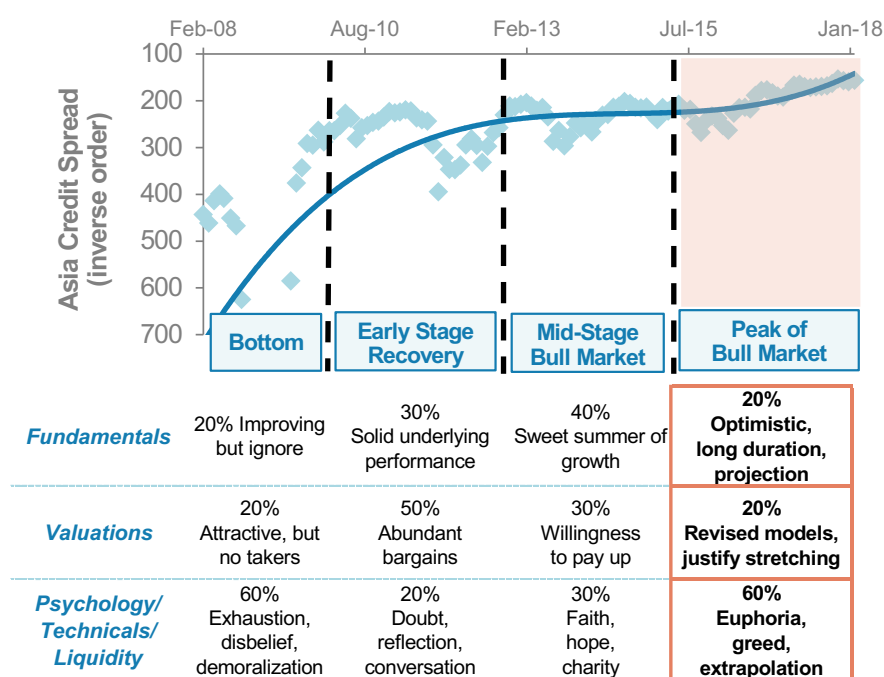 Feb-08 Aug-10 Feb-13 Jul-15 Jan-18
Asia Credit Spread
(inverse order)
100
200
300
400
500
600
700
Bottom
Early Stage
Recovery
Mid-Stage
Bull Market
Peak of
Bull Market
Fundamentals
20% Improving
but ignore
30%
Solid underlying
performance
40%
Sweet summer of
growth
20%
Optimistic,
long duration,
projection
Valuations
20%
Attractive, but
no takers
50%
Abundant
bargains
30%
Willingness
to pay up
20%
Revised models,
justify stretching
Psychology/
Technicals/
Liquidity
60%
Exhaustion,
disbelief,
demoralization
20%
Doubt,
reflection,
conversation
30%
Faith,
hope,
charity
60%
Euphoria,
greed,
extrapolation